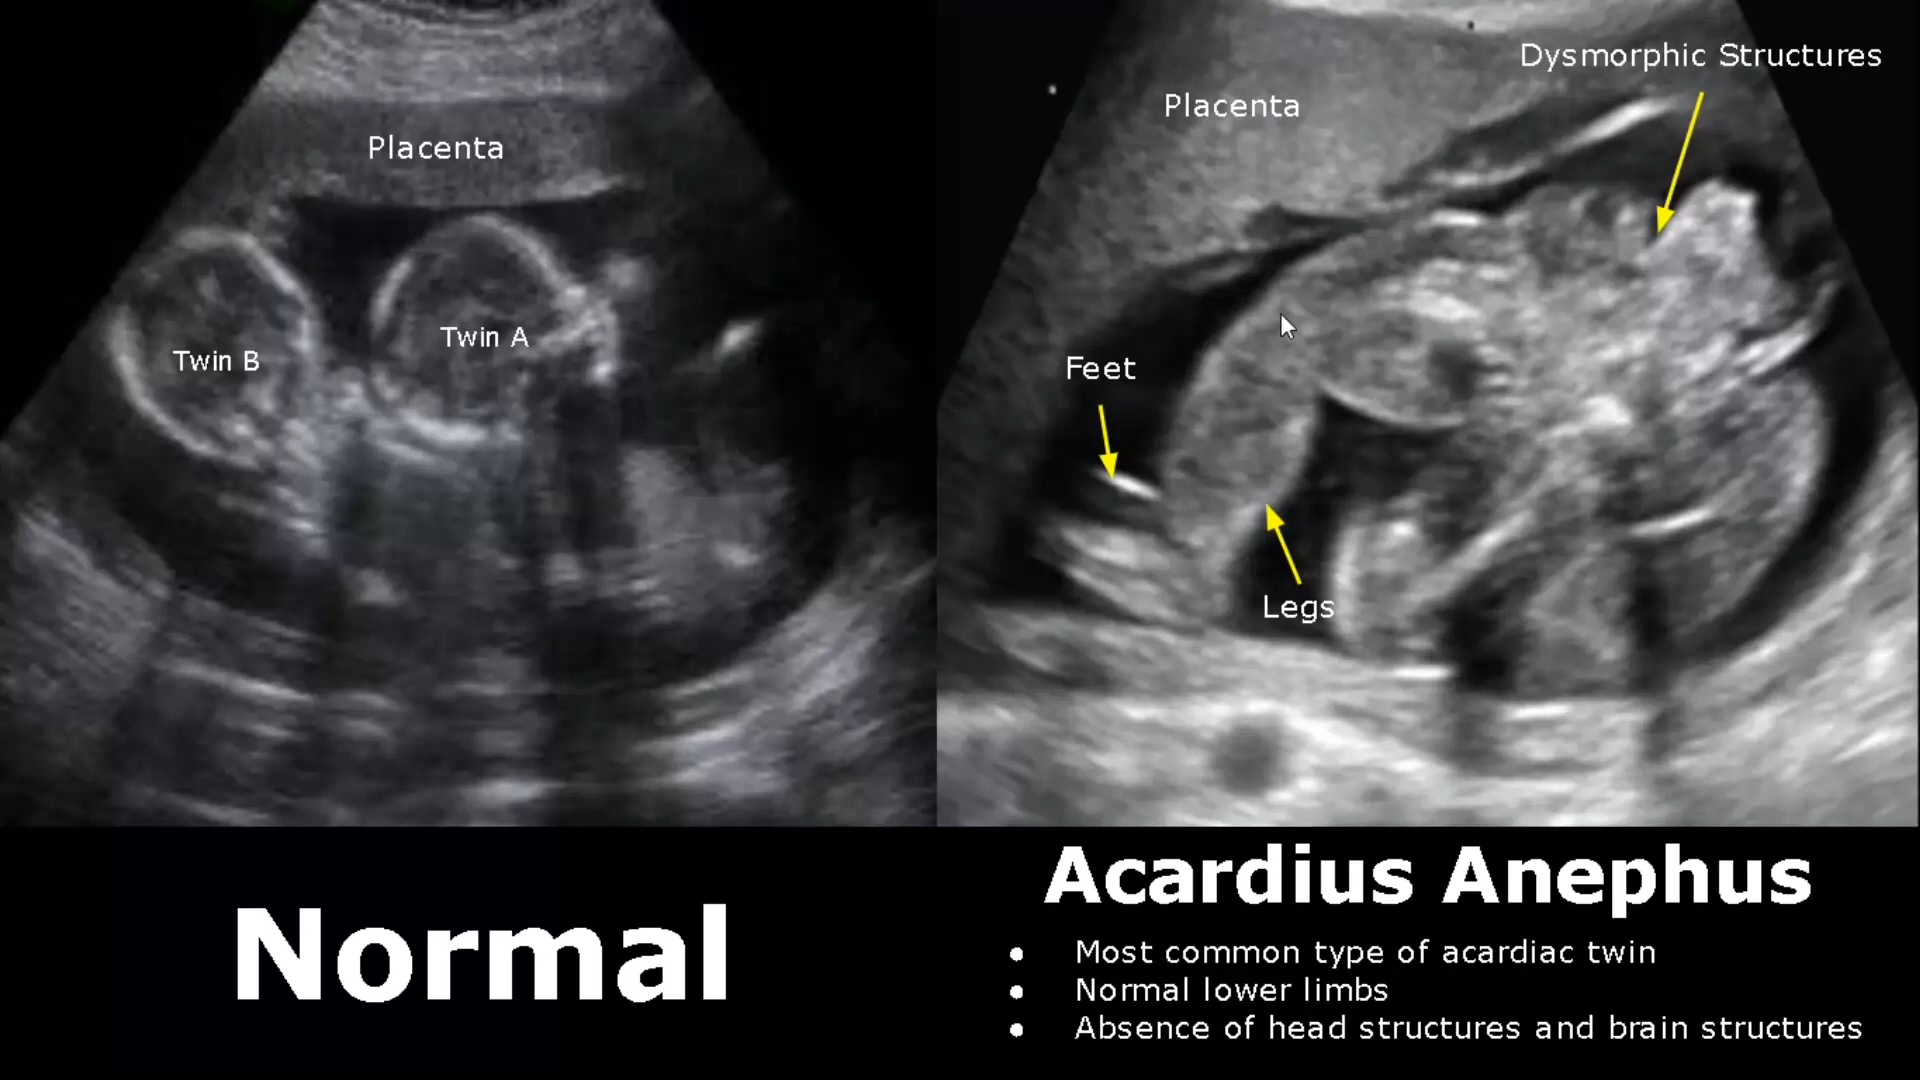 Placenta
Twin B
Twin A
Normal
Dysmorphic Structures
Placenta
Feet
Legs
Acardius Anephus
• Most common type of acardiac twin
• Normal lower limbs
• Absence of head structures and brain structures